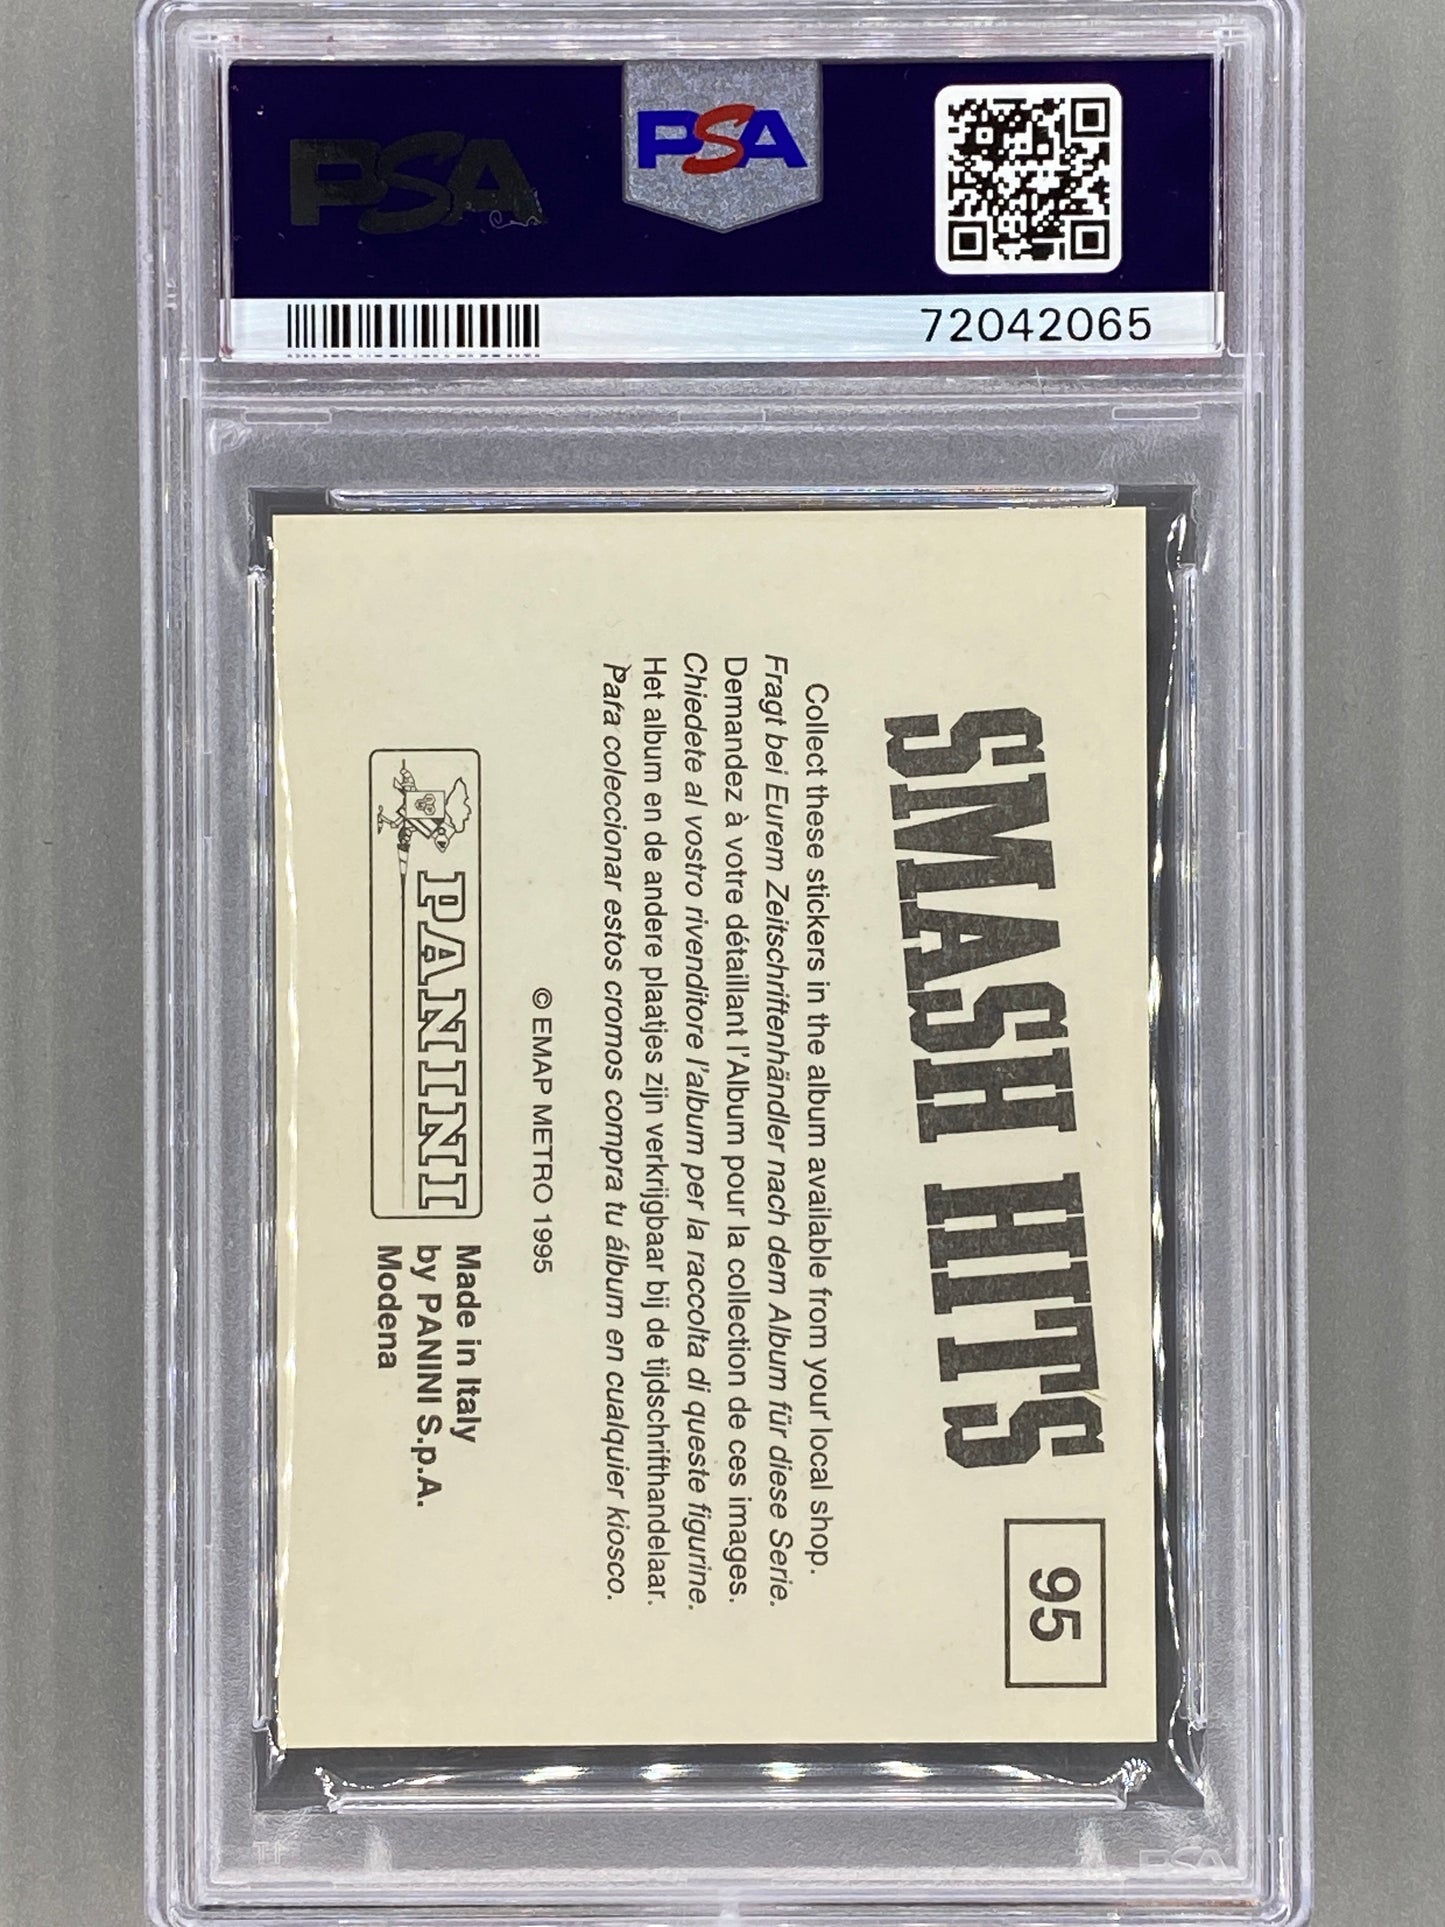 PSA
PSA
72042065
SMASH HITS
95
Collect these stickers in the album available from your local shop.
Fragt bei Eurem Zeitschriftenhändler nach dem Album für diese Serie.
Demandez à votre détaillant l'Album pour la collection de ces images.
Chiedete al vostro rivenditore l'album per la raccolta di queste figurine.
Het album en de andere plaatjes zijn verkrijgbaar bij de tijdschrifthandelaar.
Para coleccionar estos cromos compra tu álbum en cualquier kiosco.
© EMAP METRO 1995
PANINI
Made in Italy
by PANINI S.p.A.
Modena
PSA